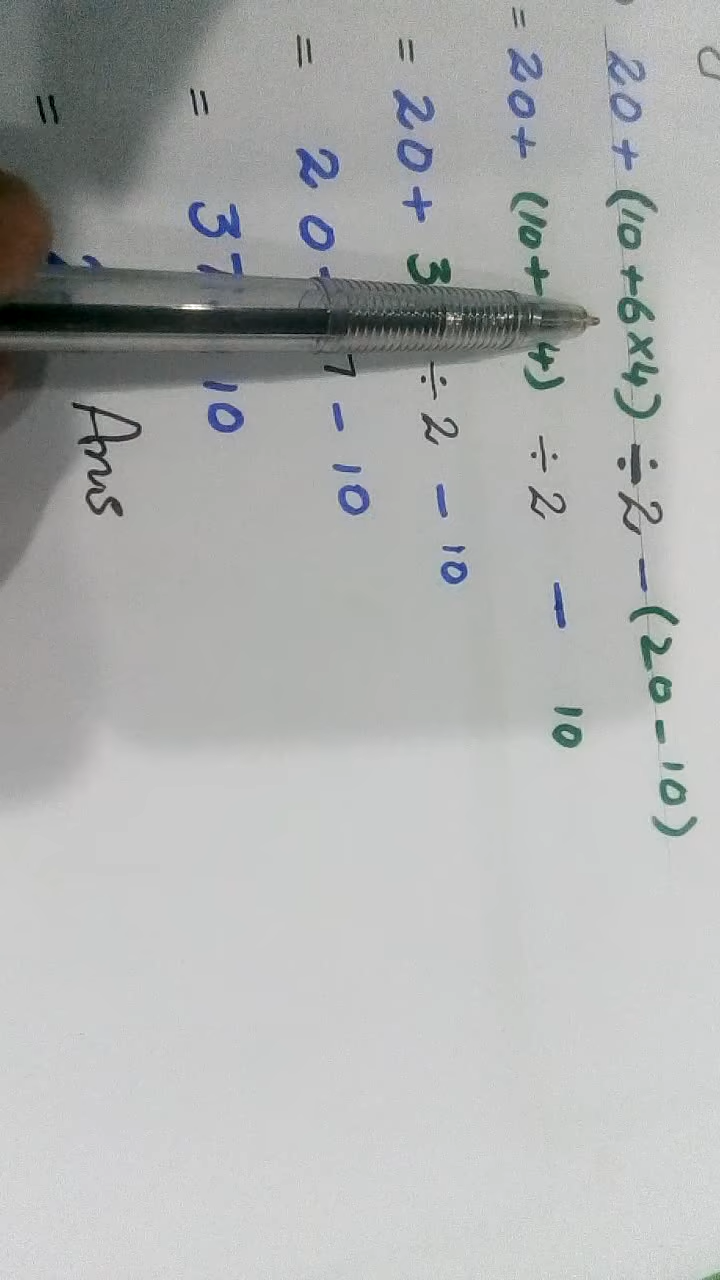 20 + (10 + 6 × 4) ÷ 2 - (20 - 10)
= 20 + (10 + 4) ÷ 2 - 10
= 20 + 3 ÷ 2 - 10
= 20 7 - 10
= 37 10
=
Ans